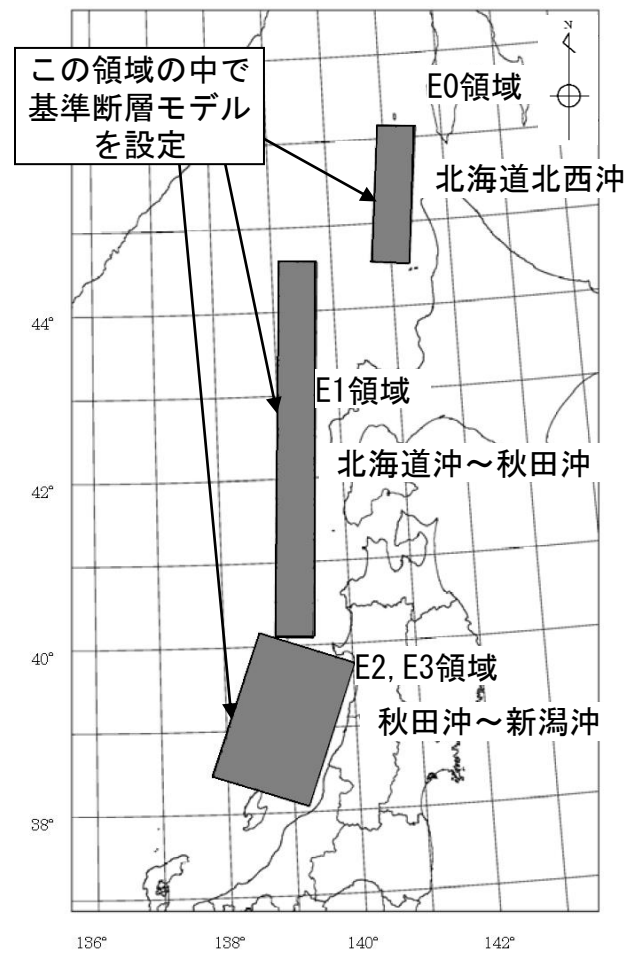 この領域の中で
基準断層モデル
を設定
N
E0領域
北海道北西沖
44°
E1領域
北海道沖～秋田沖
42°
40°
E2, E3領域
秋田沖～新潟沖
38°
136°
138°
140°
142°